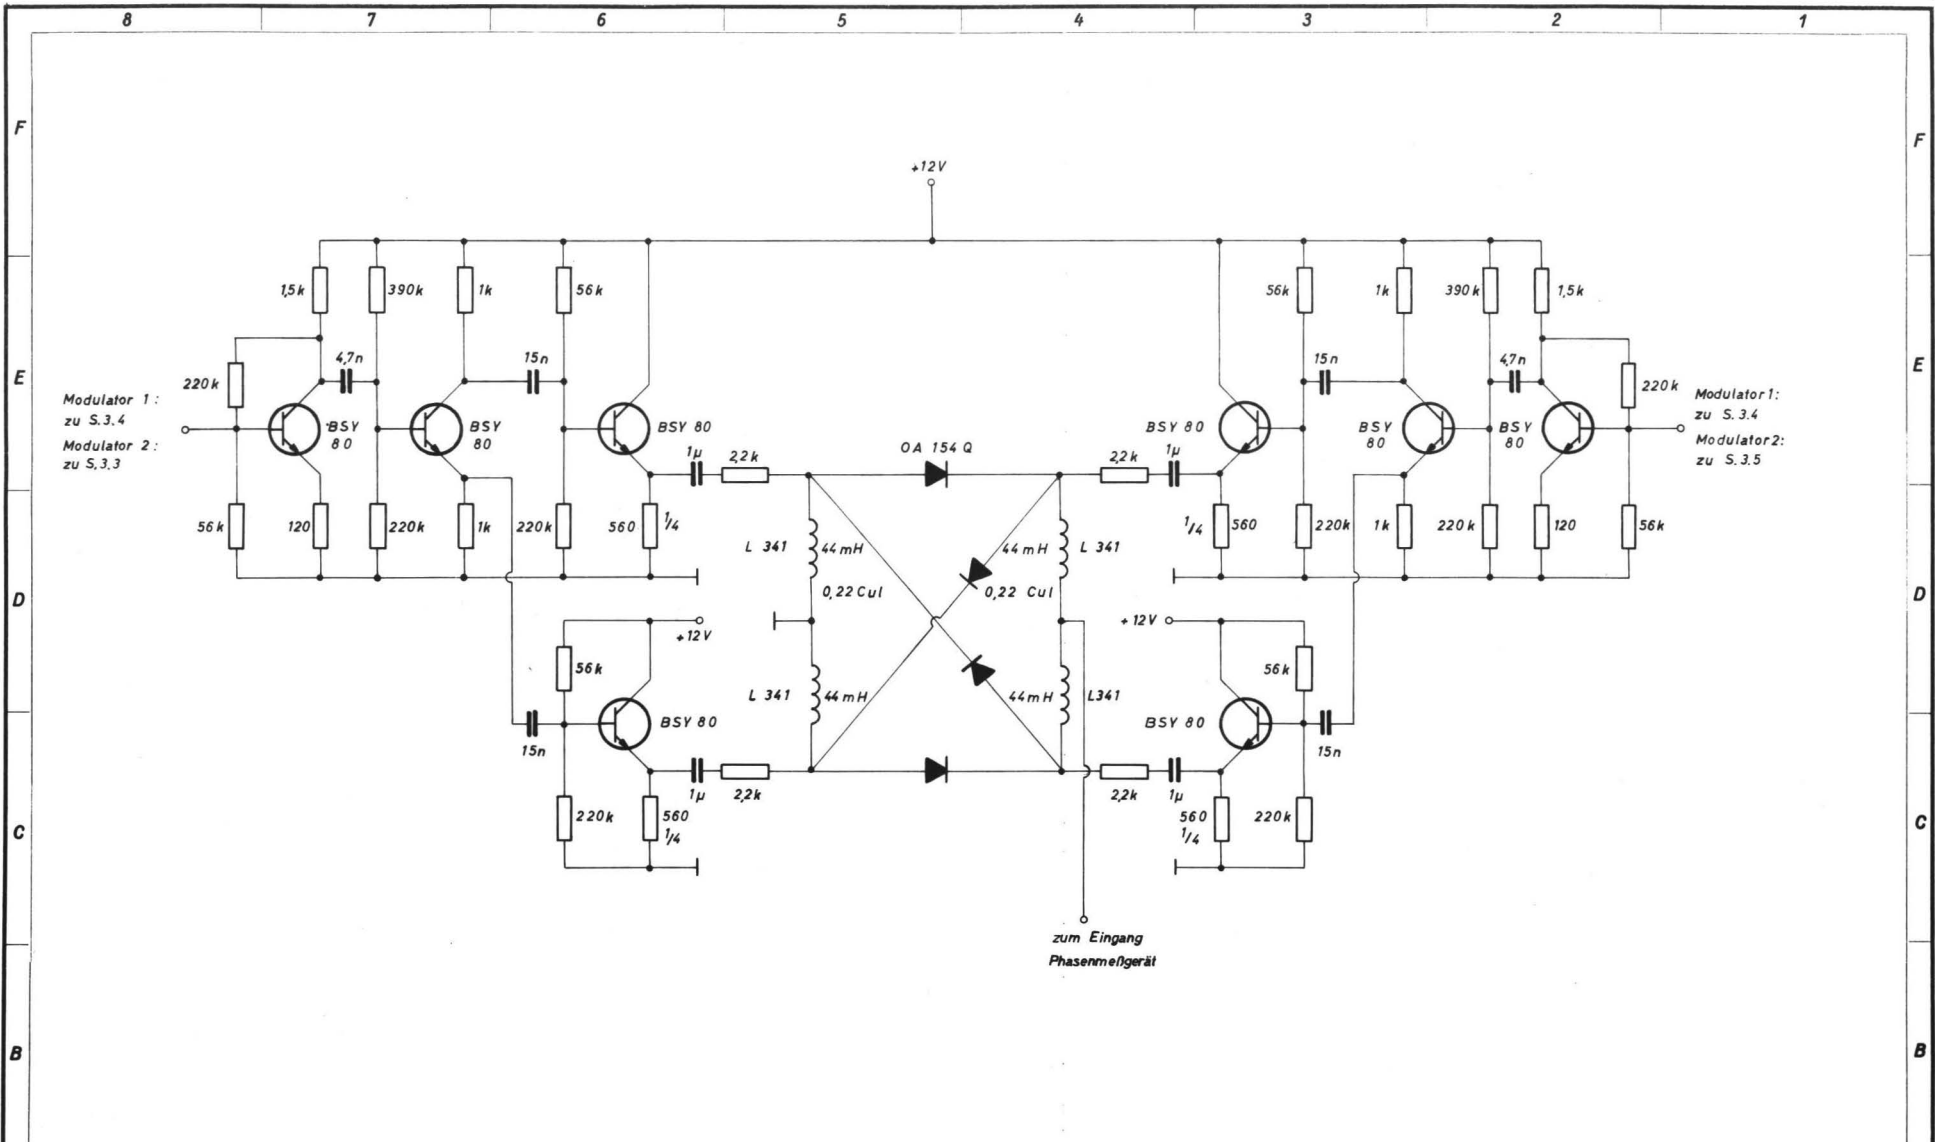 8 7 6 5 4 3 2 1
F F
+12V
1,5k 390k 1k 56k 56k 1k 390k 1,5k
4,7n 15n 15n 4,7n
E E
220k 220k
Modulator 1:
zu S.3.4
Modulator 2:
zu S.3.3
BSY
80
BSY
80
BSY 80
BSY 80
BSY
80
BSY
80
Modulator1:
zu S.3.4
Modulator2:
zu S.3.5
1µ 2,2k OA 154 Q 2,2k 1µ
56k 120 220k 1k 220k 560 1/4 1/4 560 220k 1k 220k 120 56k
L 341 44mH 44mH L 341
0,22 Cul 0,22 Cul
D D
+12V +12V
56k 56k
L 341 44mH 44mH L341
BSY 80 BSY 80
15n 15n
1µ 2,2k 2,2k 1µ
220k 560
1/4
560
1/4
220k
C C
zum Eingang
Phasenmeßgerät
B B